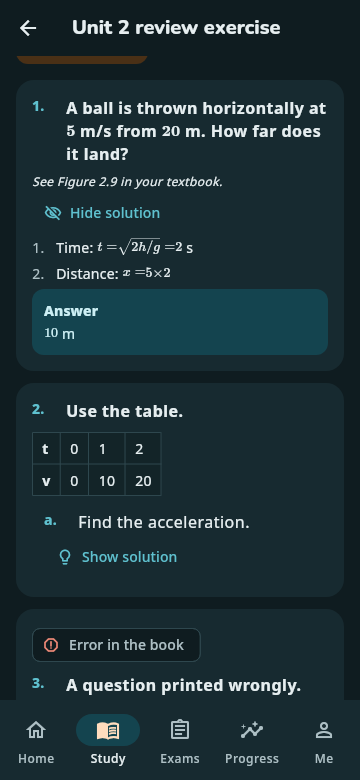 Unit 2 review exercise
1. A ball is thrown horizontally at
5 m/s from 20 m. How far does
it land?
See Figure 2.9 in your textbook.
Hide solution
1. Time: t = √2h/g = 2 s
2. Distance: x = 5×2
Answer
10 m
2. Use the table.
t 0 1 2
v 0 10 20
a. Find the acceleration.
Show solution
Error in the book
3. A question printed wrongly.
Home Study Exams Progress Me